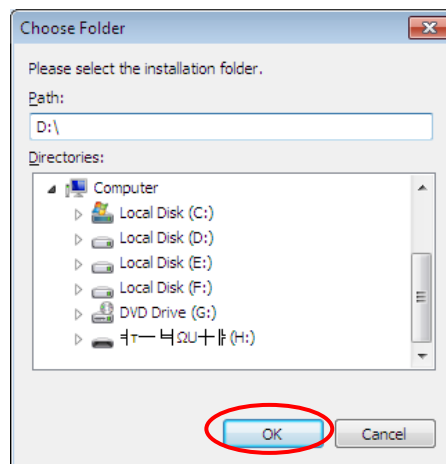 Choose Folder
Please select the installation folder.
Path:
D:\
Directories:
Computer
Local Disk (C:)
Local Disk (D:)
Local Disk (E:)
Local Disk (F:)
DVD Drive (G:)
(H:)
OK
Cancel